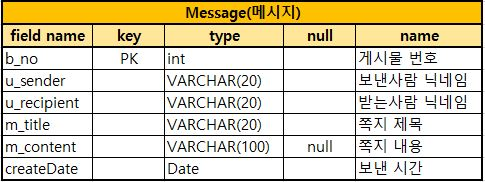 Message(메시지)
field name key type null name
b_no PK int 게시물 번호
u_sender VARCHAR(20) 보낸사람 닉네임
u_recipient VARCHAR(20) 받는사람 닉네임
m_title VARCHAR(20) 쪽지 제목
m_content VARCHAR(100) null 쪽지 내용
createDate Date 보낸 시간